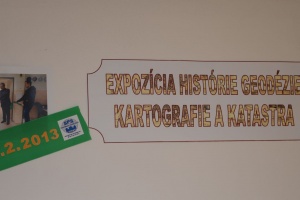 EXPOZÍCIA HISTÓRIE GEODÉZIE
KARTOGRAFIE A KATASTRA
.2.2013